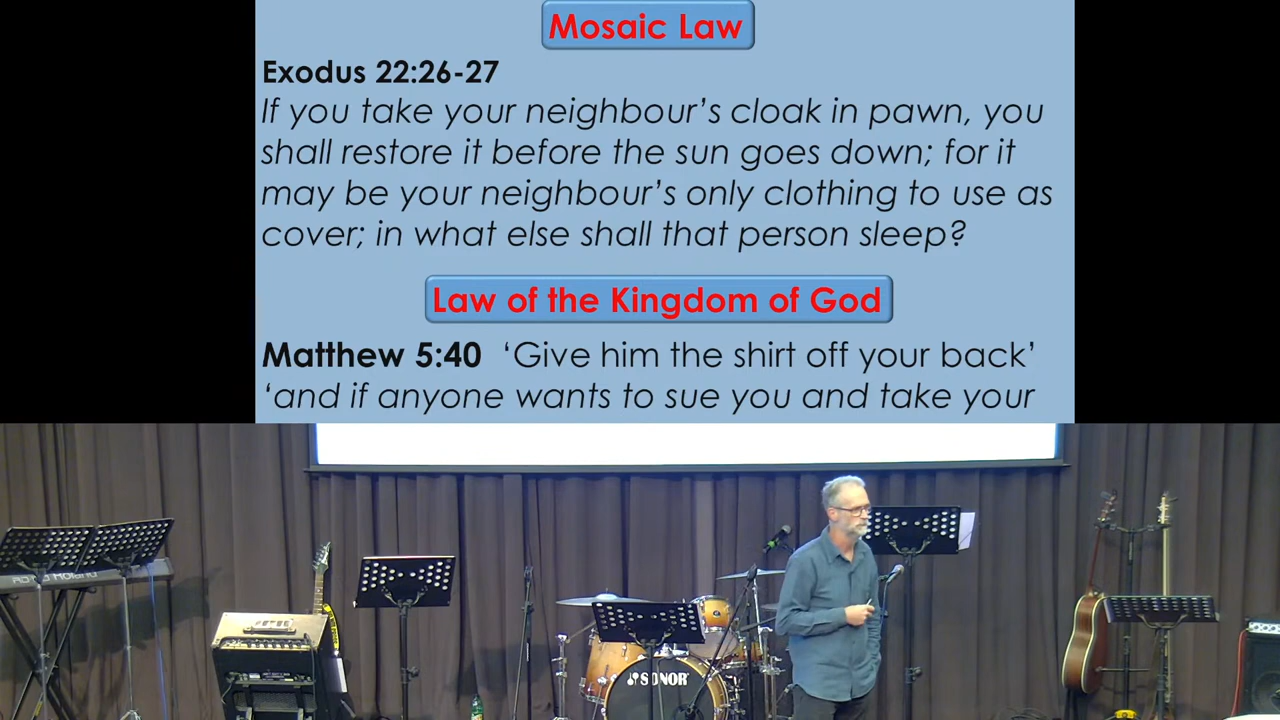 Mosaic Law
Exodus 22:26-27
If you take your neighbour's cloak in pawn, you
shall restore it before the sun goes down; for it
may be your neighbour's only clothing to use as
cover; in what else shall that person sleep?
Law of the Kingdom of God
Matthew 5:40 ‘Give him the shirt off your back’
‘and if anyone wants to sue you and take your
Roland
SONOR